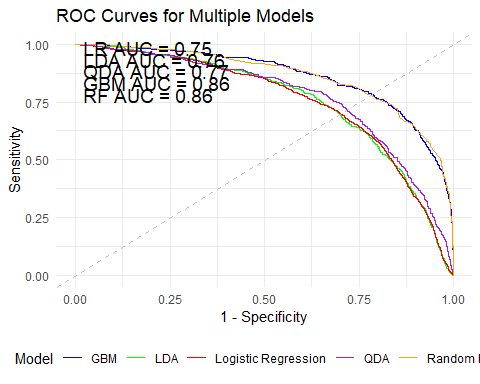 ROC Curves for Multiple Models
1.00
LR AUC = 0.75
LDA AUC = 0.76
QDA AUC = 0.77
GBM AUC = 0.86
RF AUC = 0.86
0.75
0.50
0.25
0.00
Sensitivity
0.00 0.25 0.50 0.75 1.00
1 - Specificity
Model GBM LDA Logistic Regression QDA Random